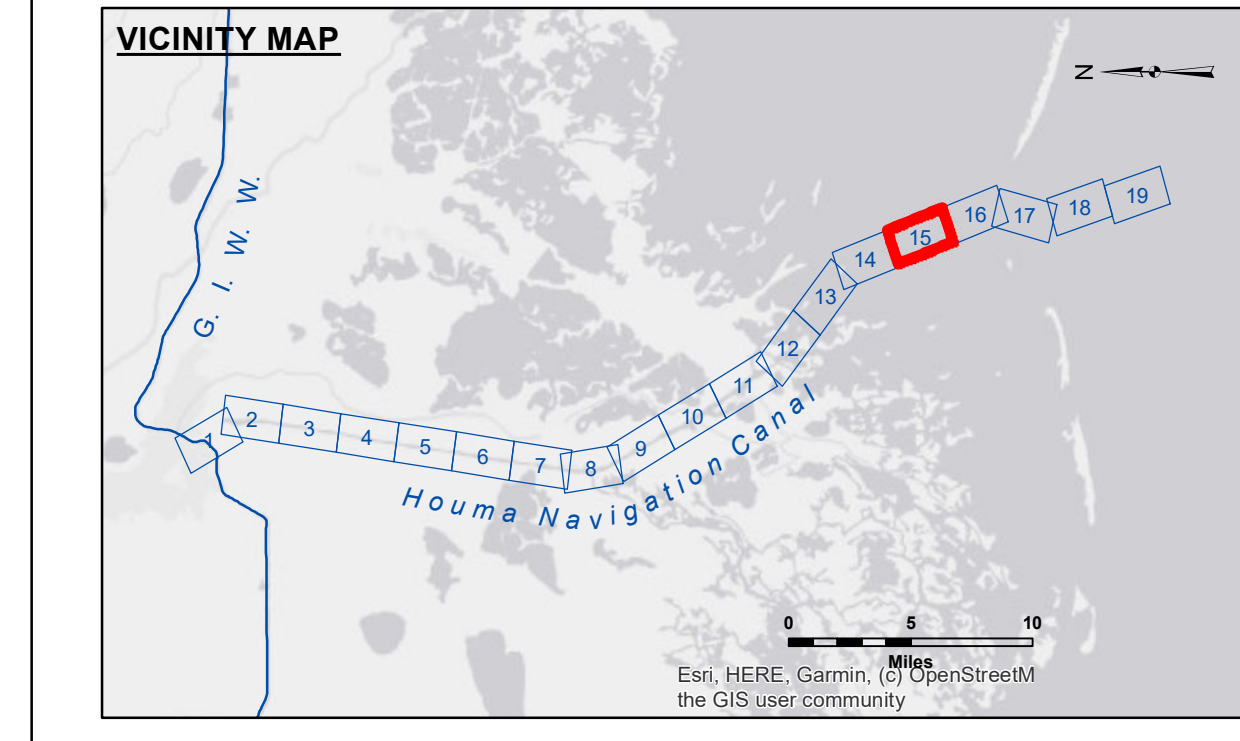 VICINITY MAP
N
G. I. W. W.
1
2
3
4
5
6
7
8
9
10
11
12
13
14
15
16
17
18
19
Houma Navigation Canal
0 5 10
Miles
Esri, HERE, Garmin, (c) OpenStreetM
the GIS user community